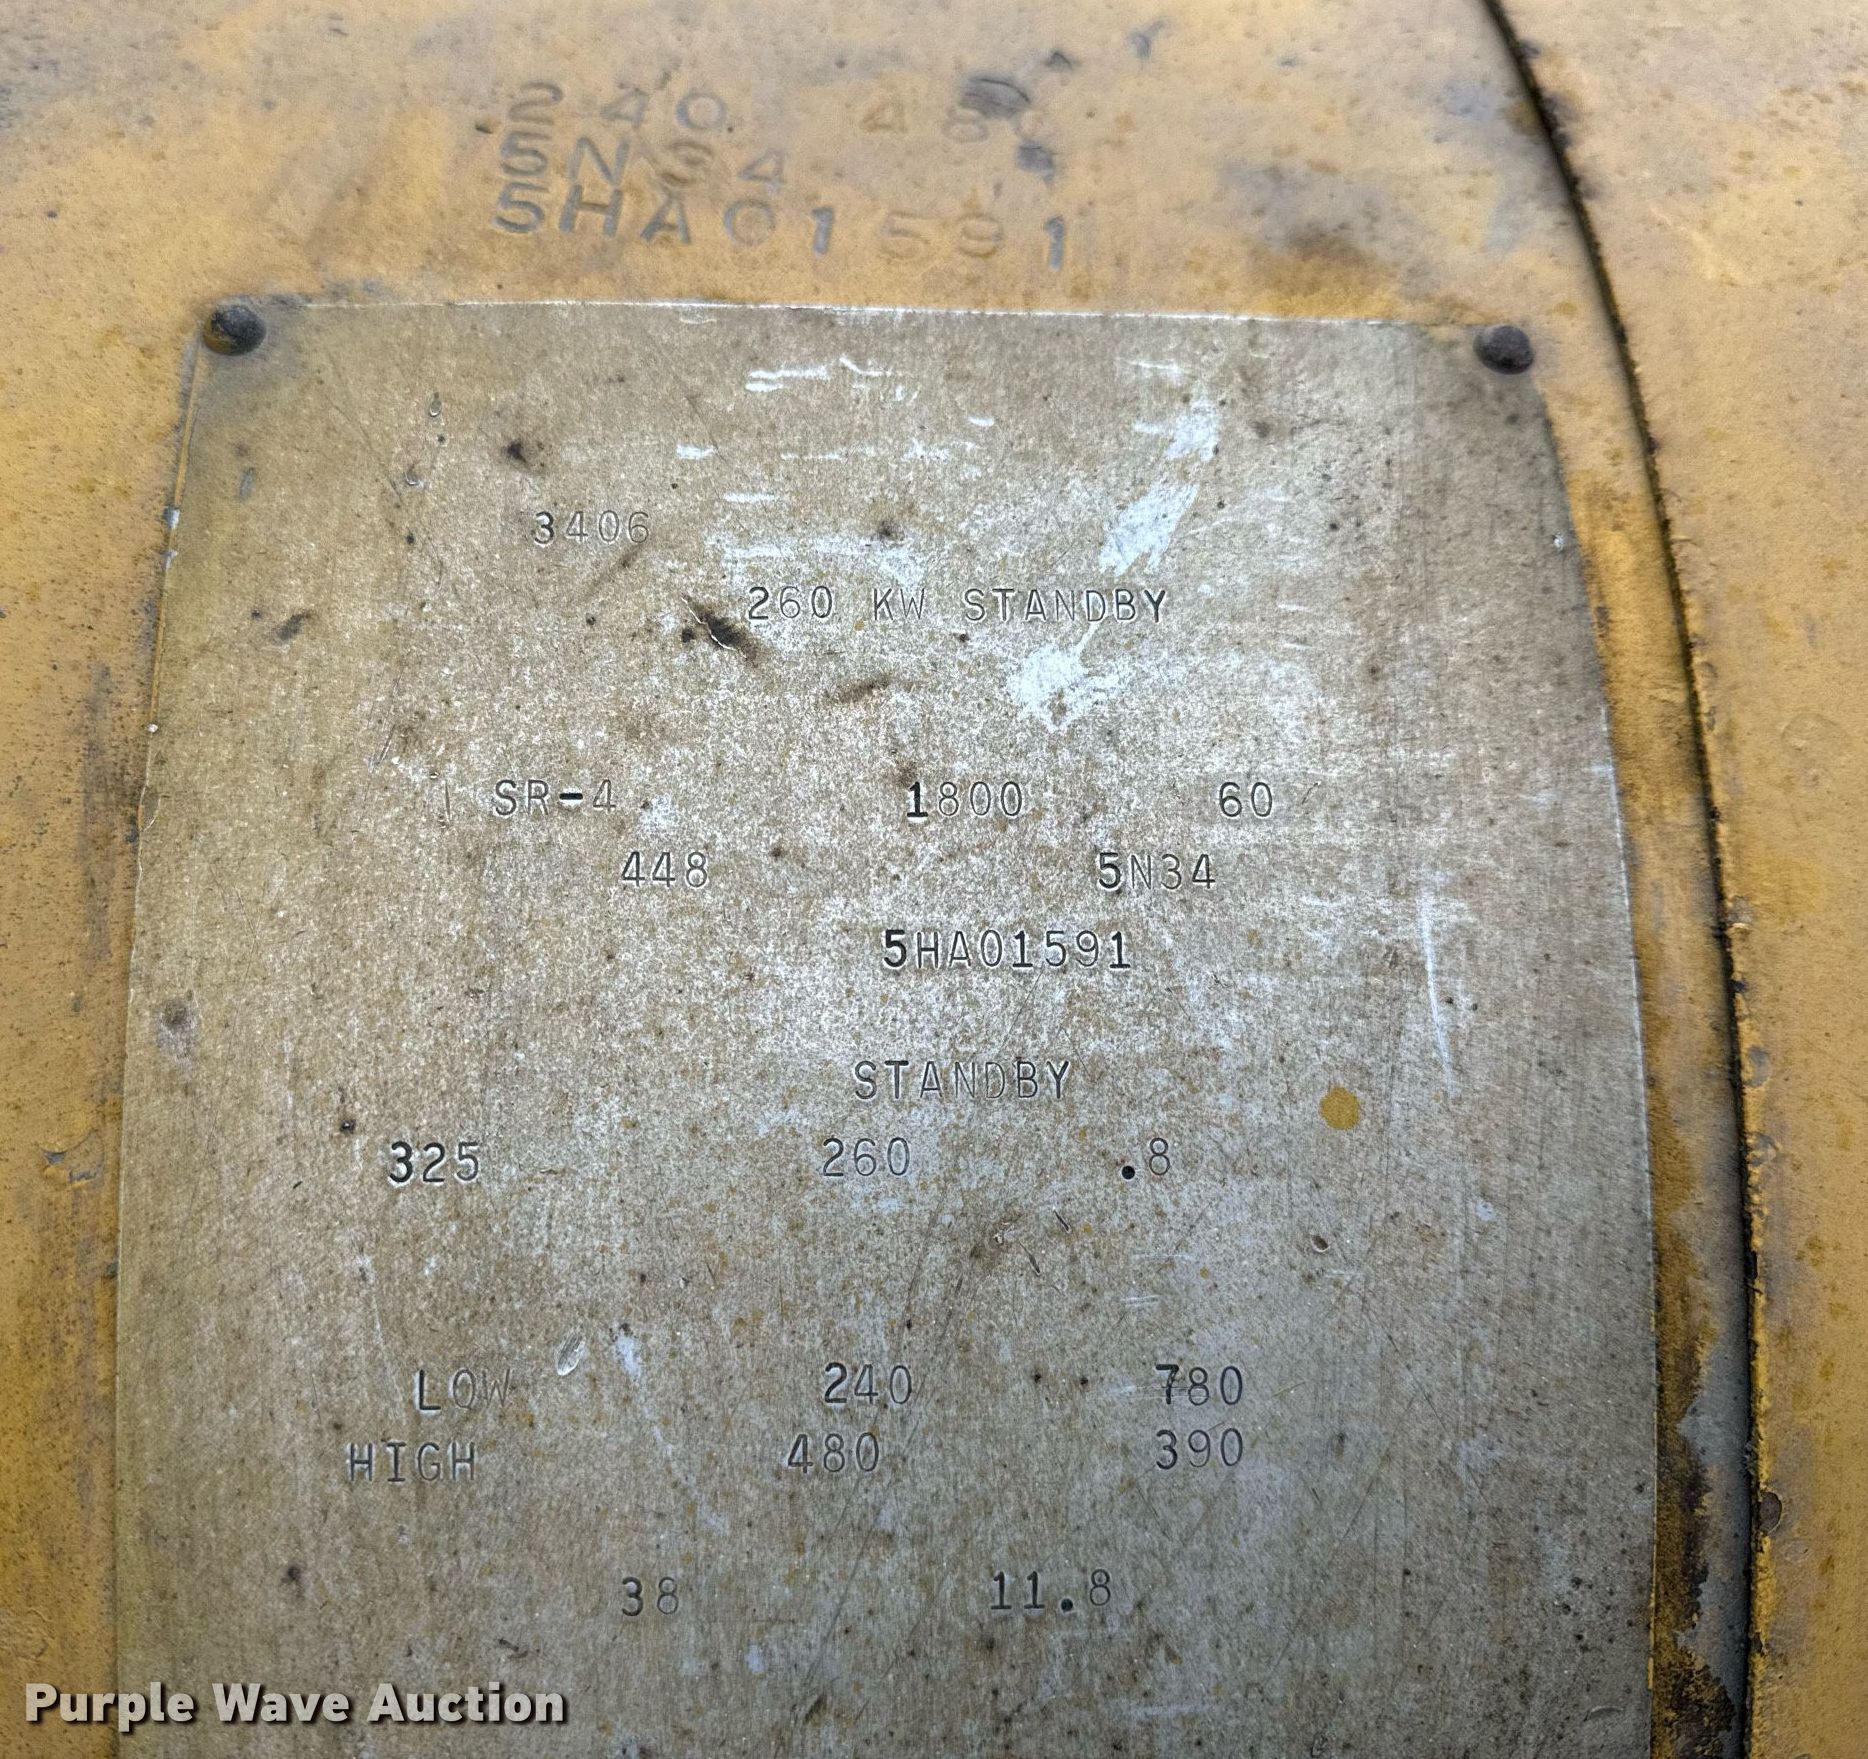 240 480
5N34
5HA01591
3406
260 KW STANDBY
SR-4 1800 60
448 5N34
5HA01591
STANDBY
325 260 .8
LOW 240 780
HIGH 480 390
38 11.8
Purple Wave Auction